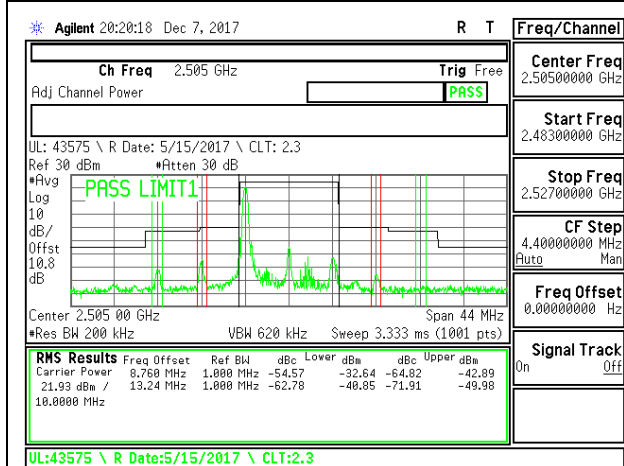 Agilent 20:20:18 Dec 7, 2017 R T
Ch Freq 2.505 GHz Trig Free
Adj Channel Power PASS
UL: 43575 \ R Date: 5/15/2017 \ CLT: 2.3
Ref 30 dBm #Atten 30 dB
#Avg
Log
10
dB/
Offst
10.8
dB
PASS LIMIT1
Center 2.505 00 GHz Span 44 MHz
#Res BW 200 kHz VBW 620 kHz Sweep 3.333 ms (1001 pts)
RMS Results Freq Offset Ref BW dBc Lower dBm dBc Upper dBm
Carrier Power 8.760 MHz 1.000 MHz -54.57 -32.64 -64.82 -42.89
21.93 dBm / 13.24 MHz 1.000 MHz -62.78 -40.85 -71.91 -49.98
10.0000 MHz
UL:43575 \ R Date:5/15/2017 \ CLT:2.3
Freq/Channel
Center Freq
2.50500000 GHz
Start Freq
2.48300000 GHz
Stop Freq
2.52700000 GHz
CF Step
4.40000000 MHz
Auto Man
Freq Offset
0.00000000 Hz
Signal Track
On Off